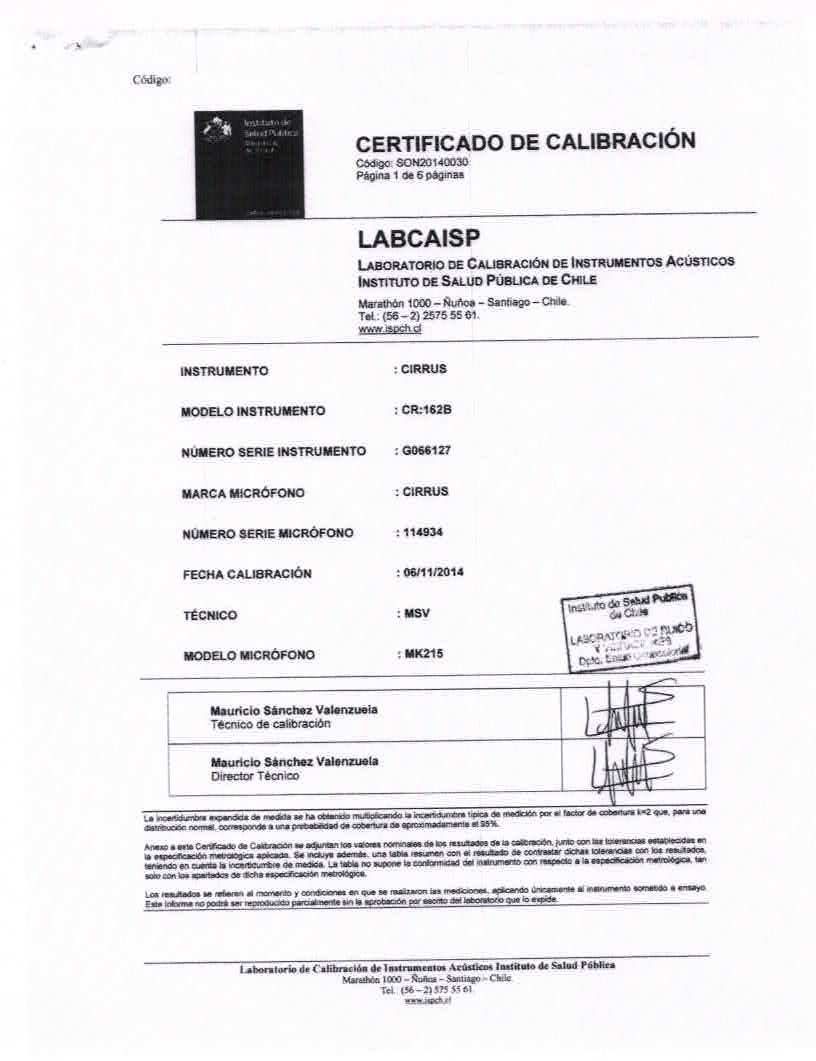 Código:
Instituto de
Salud Pública
CERTIFICADO DE CALIBRACIÓN
Código: SON20140030
Página 1 de 6 páginas
LABCAISP
LABORATORIO DE CALIBRACIÓN DE INSTRUMENTOS ACÚSTICOS
INSTITUTO DE SALUD PÚBLICA DE CHILE
Marathón 1000 – Ñuñoa – Santiago – Chile.
Tel.: (56 – 2) 2575 55 61.
www.ispch.cl
INSTRUMENTO : CIRRUS
MODELO INSTRUMENTO : CR:162B
NÚMERO SERIE INSTRUMENTO : G066127
MARCA MICRÓFONO : CIRRUS
NÚMERO SERIE MICRÓFONO : 114934
FECHA CALIBRACIÓN : 06/11/2014
TÉCNICO : MSV
MODELO MICRÓFONO : MK215
Instituto de Salud Publica
de Chile
LABORATORIO DE RUIDO
Dpto. Salud Ocupacional
Mauricio Sánchez Valenzuela
Técnico de calibración
Mauricio Sánchez Valenzuela
Director Técnico
La incertidumbre expandida de medida se ha obtenido multiplicando la incertidumbre típica de medición por el factor de cobertura k=2 que, para una
distribución normal, corresponde a una probabilidad de cobertura de aproximadamente el 95%.
Anexo a este Certificado de Calibración se adjuntan los valores nominales de los resultados de la calibración, junto con las tolerancias establecidas en
la especificación metrológica aplicada. Se incluye además, una tabla resumen con el resultado de contrastar dichas tolerancias con los resultados,
teniendo en cuenta la incertidumbre de medida. La tabla no supone la conformidad del instrumento con respecto a la especificación metrológica, tan
solo con los apartados de dicha especificación metrológica.
Los resultados se refieren al momento y condiciones en que se realizaron las mediciones, aplicando únicamente al instrumento sometido a ensayo.
Este informe no podrá ser reproducido parcialmente sin la aprobación por escrito del laboratorio que lo expide.
Laboratorio de Calibración de Instrumentos Acústicos Instituto de Salud Pública
Marathón 1000 – Ñuñoa – Santiago – Chile.
Tel.: (56 – 2) 575 55 61.
www.ispch.cl